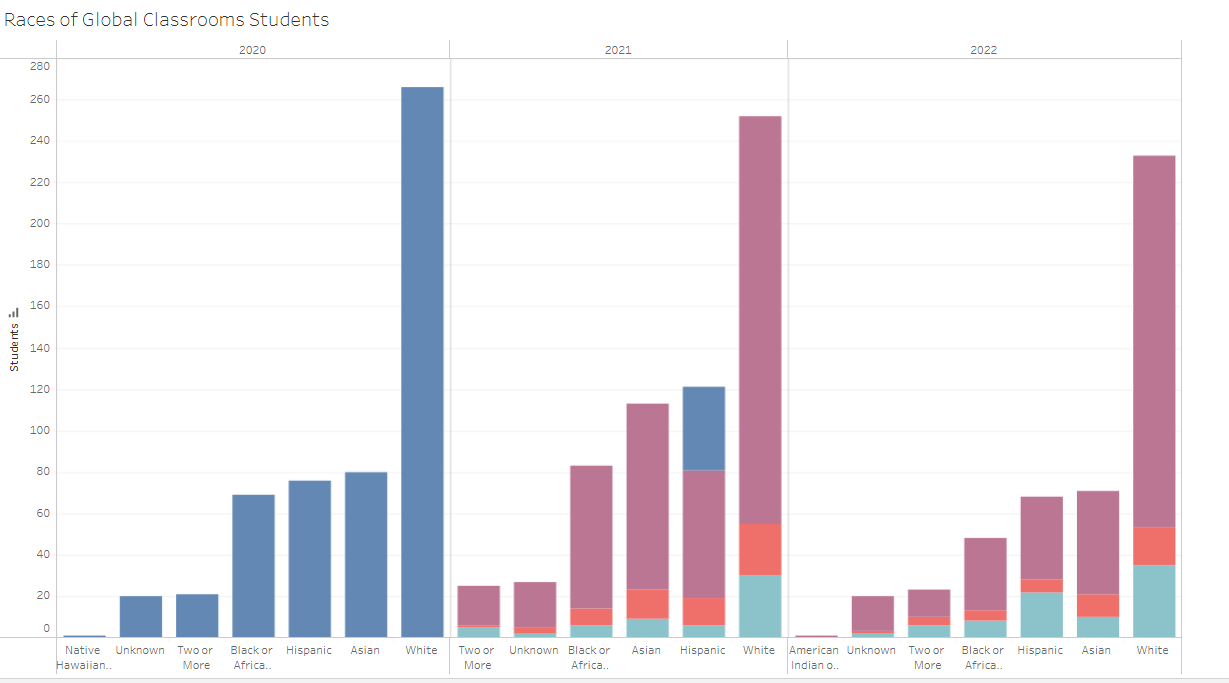 Races of Global Classrooms Students
2020 2021 2022
280
260
240
220
200
180
160
140
120
100
80
60
40
20
0
Students
Native Hawaiian..
Unknown
Two or More
Black or Africa..
Hispanic
Asian
White
Two or More
Unknown
Black or Africa..
Asian
Hispanic
White
American Indian o..
Unknown
Two or More
Black or Africa..
Hispanic
Asian
White